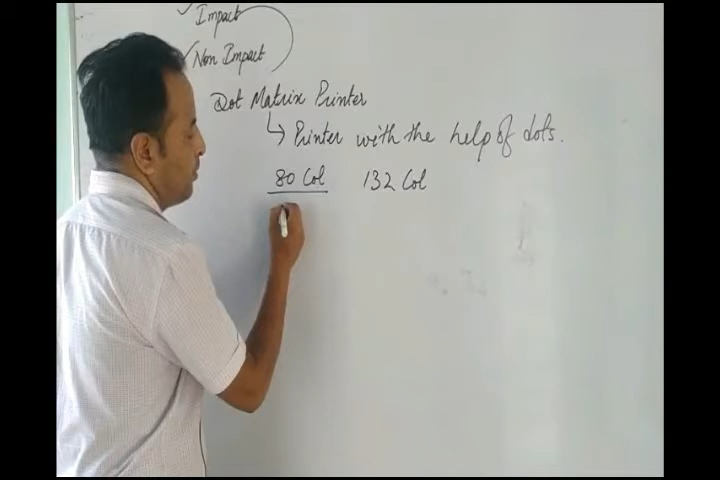 Impact
Non Impact
Dot Matrix Printer
Printer with the help of dots.
80 Col 132 Col